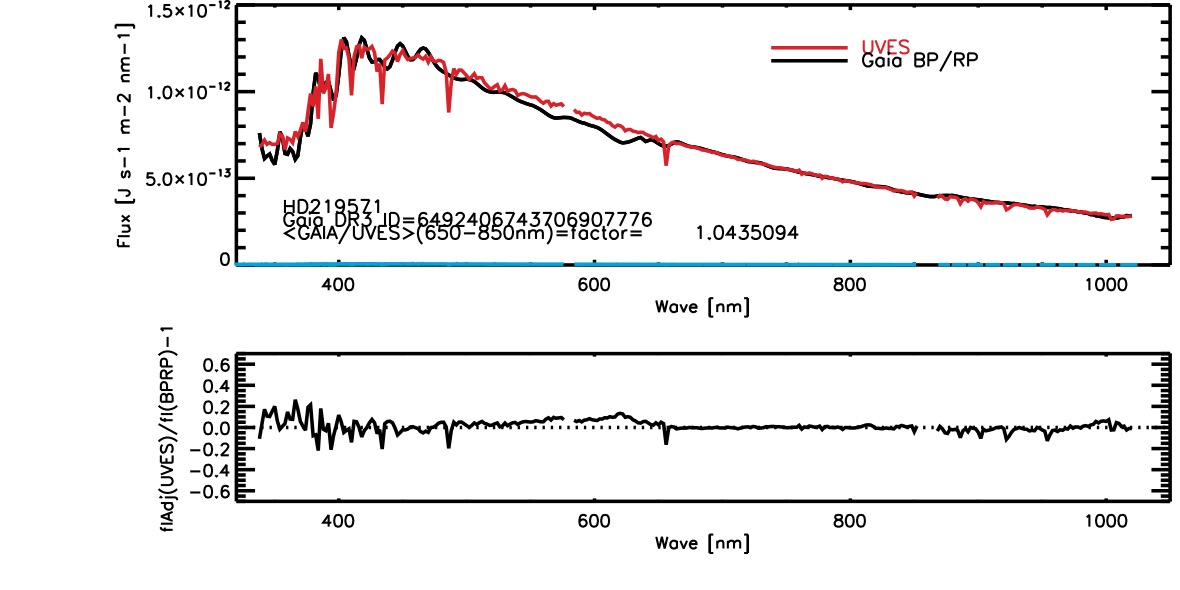 1.5×10−12
UVES
Gaia BP/RP
1.0×10−12
5.0×10−13
HD219571
Gaia DR3 ID=6492406743706907776
<GAIA/UVES>(650−850nm)=factor= 1.0435094
0
Flux [J s−1 m−2 nm−1]
400 600 800 1000
Wave [nm]
0.6
0.4
0.2
0.0
−0.2
−0.4
−0.6
flAdj(UVES)/fl(BPRP)−1
400 600 800 1000
Wave [nm]